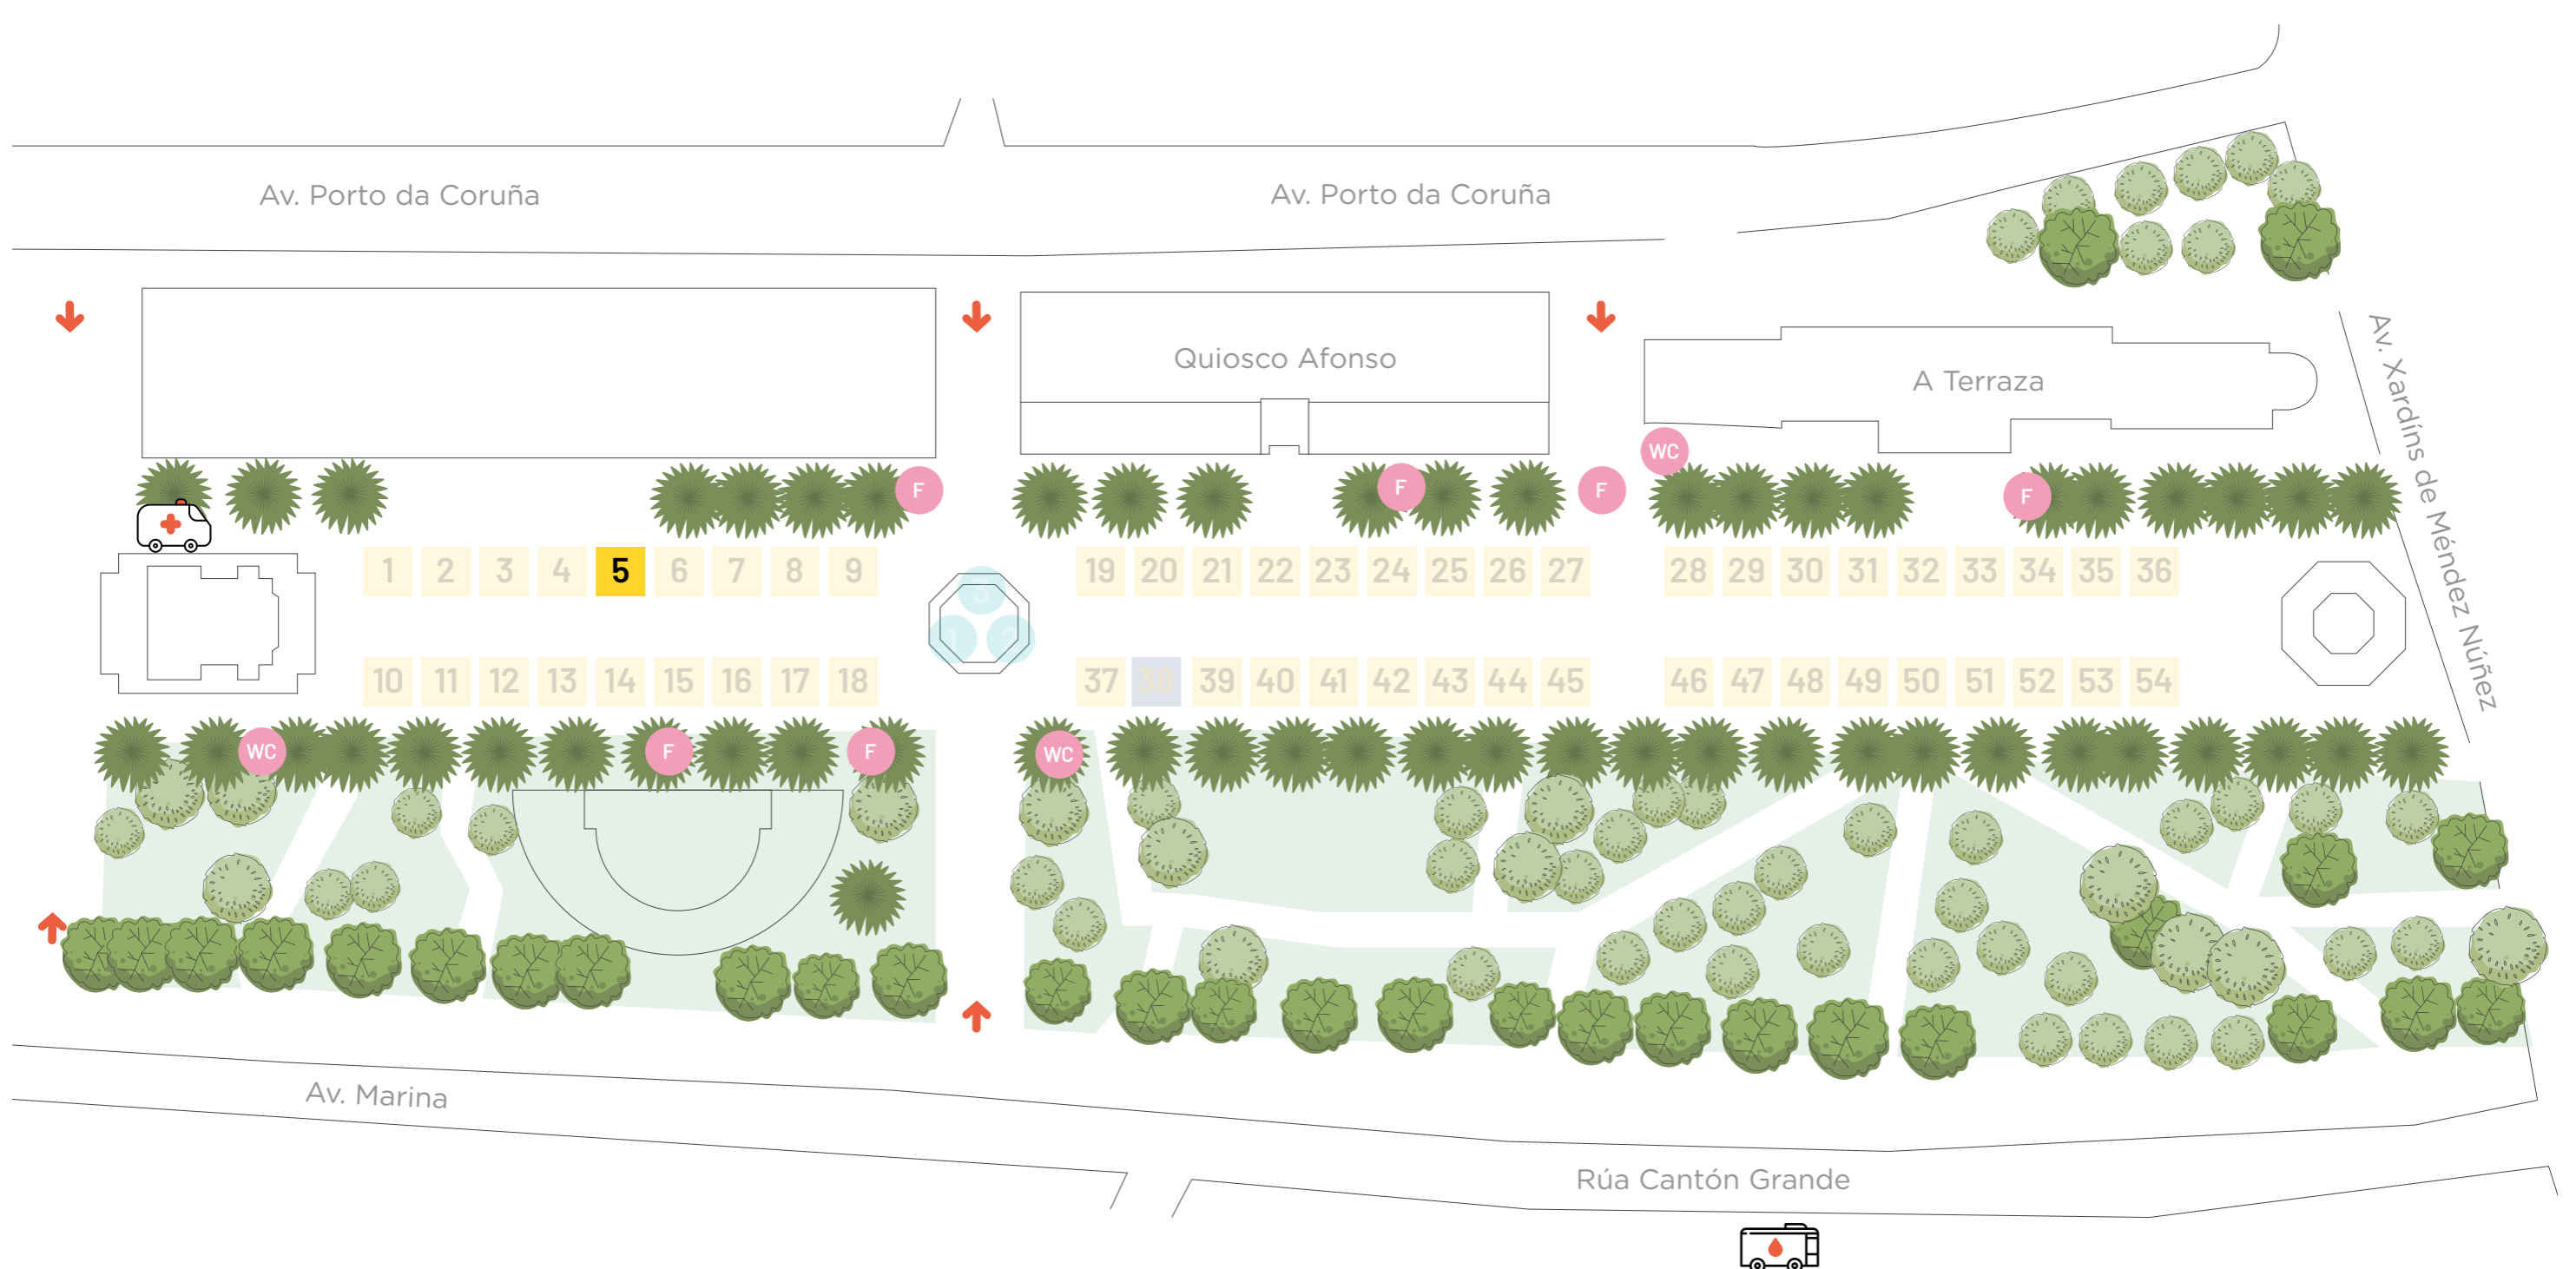 Av. Porto da Coruña
Av. Porto da Coruña
Quiosco Afonso
A Terraza
Av. Xardíns de Méndez Núñez
WC
F
F
F
F
1 2 3 4 5 6 7 8 9
19 20 21 22 23 24 25 26 27
28 29 30 31 32 33 34 35 36
3
1 2
10 11 12 13 14 15 16 17 18
37 38 39 40 41 42 43 44 45
46 47 48 49 50 51 52 53 54
WC
F
F
WC
Av. Marina
Rúa Cantón Grande